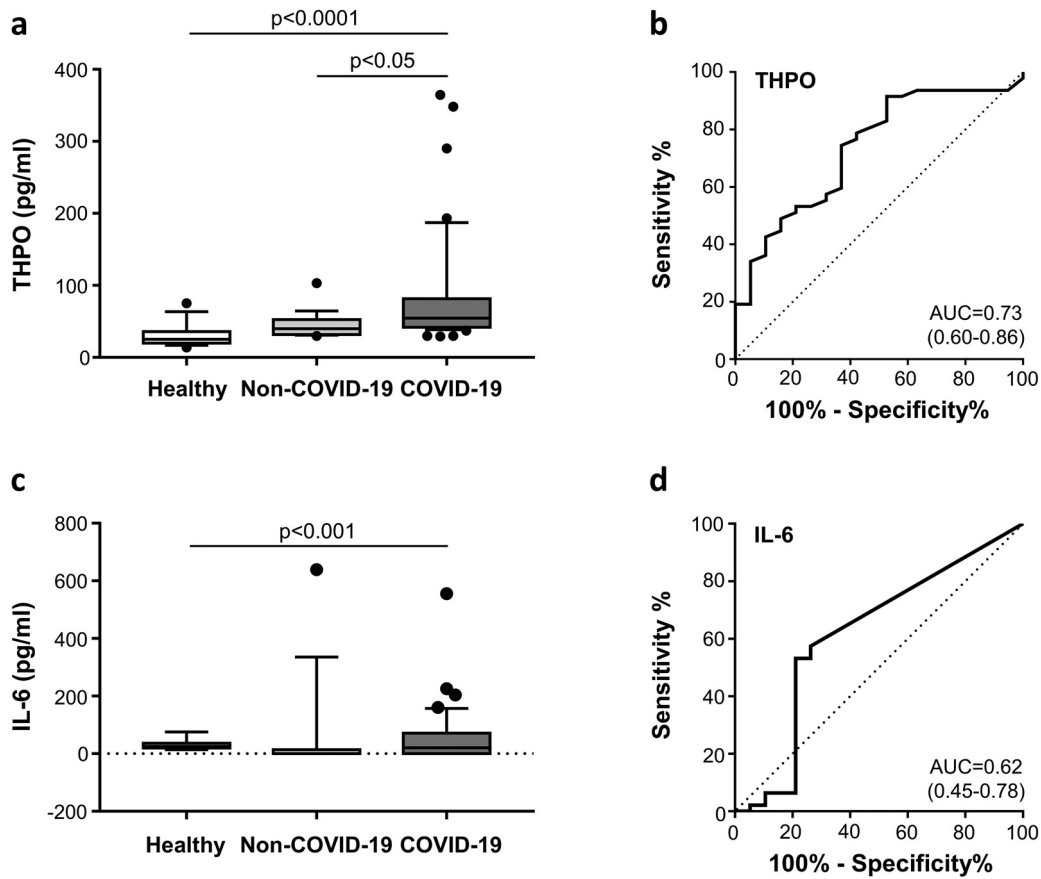 a
p<0.0001
p<0.05
THPO (pg/ml)
400
300
200
100
0
Healthy Non-COVID-19 COVID-19
b
THPO
Sensitivity %
100
80
60
40
20
0
AUC=0.73
(0.60-0.86)
0 20 40 60 80 100
100% - Specificity%
c
p<0.001
IL-6 (pg/ml)
800
600
400
200
0
-200
Healthy Non-COVID-19 COVID-19
d
IL-6
Sensitivity %
100
80
60
40
20
0
AUC=0.62
(0.45-0.78)
0 20 40 60 80 100
100% - Specificity%